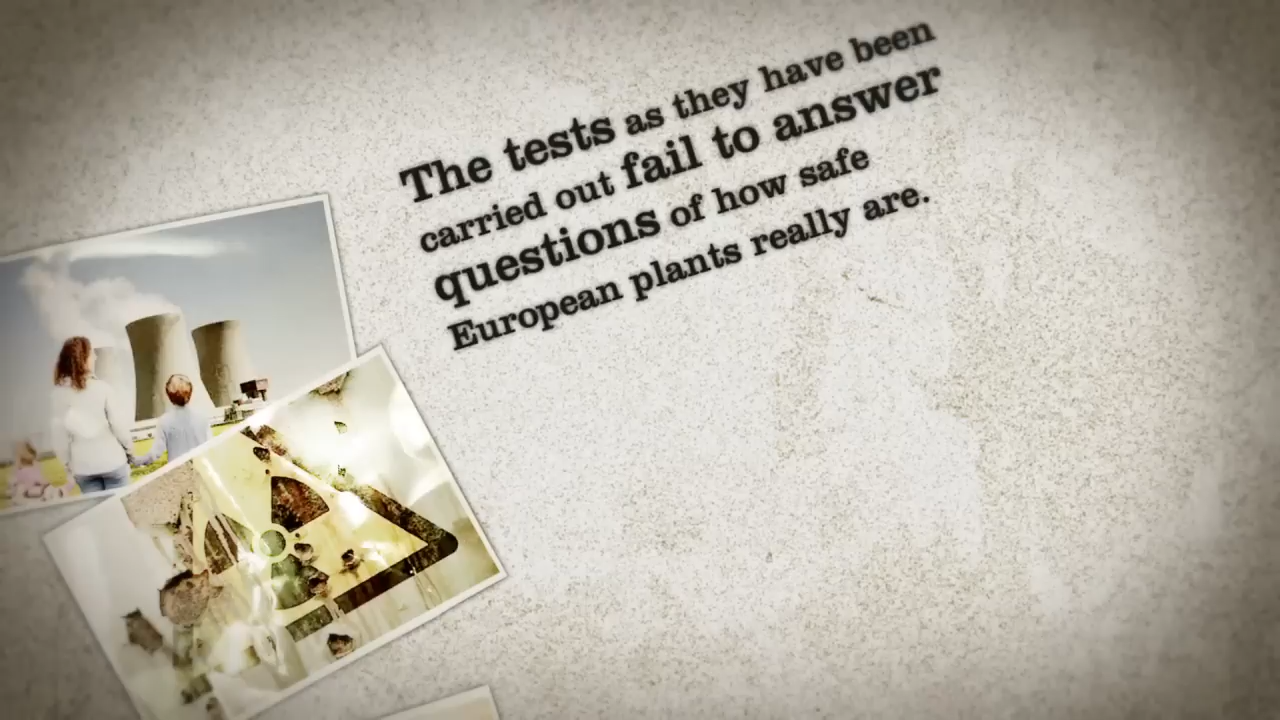 The tests as they have been
carried out fail to answer
questions of how safe
European plants really are.